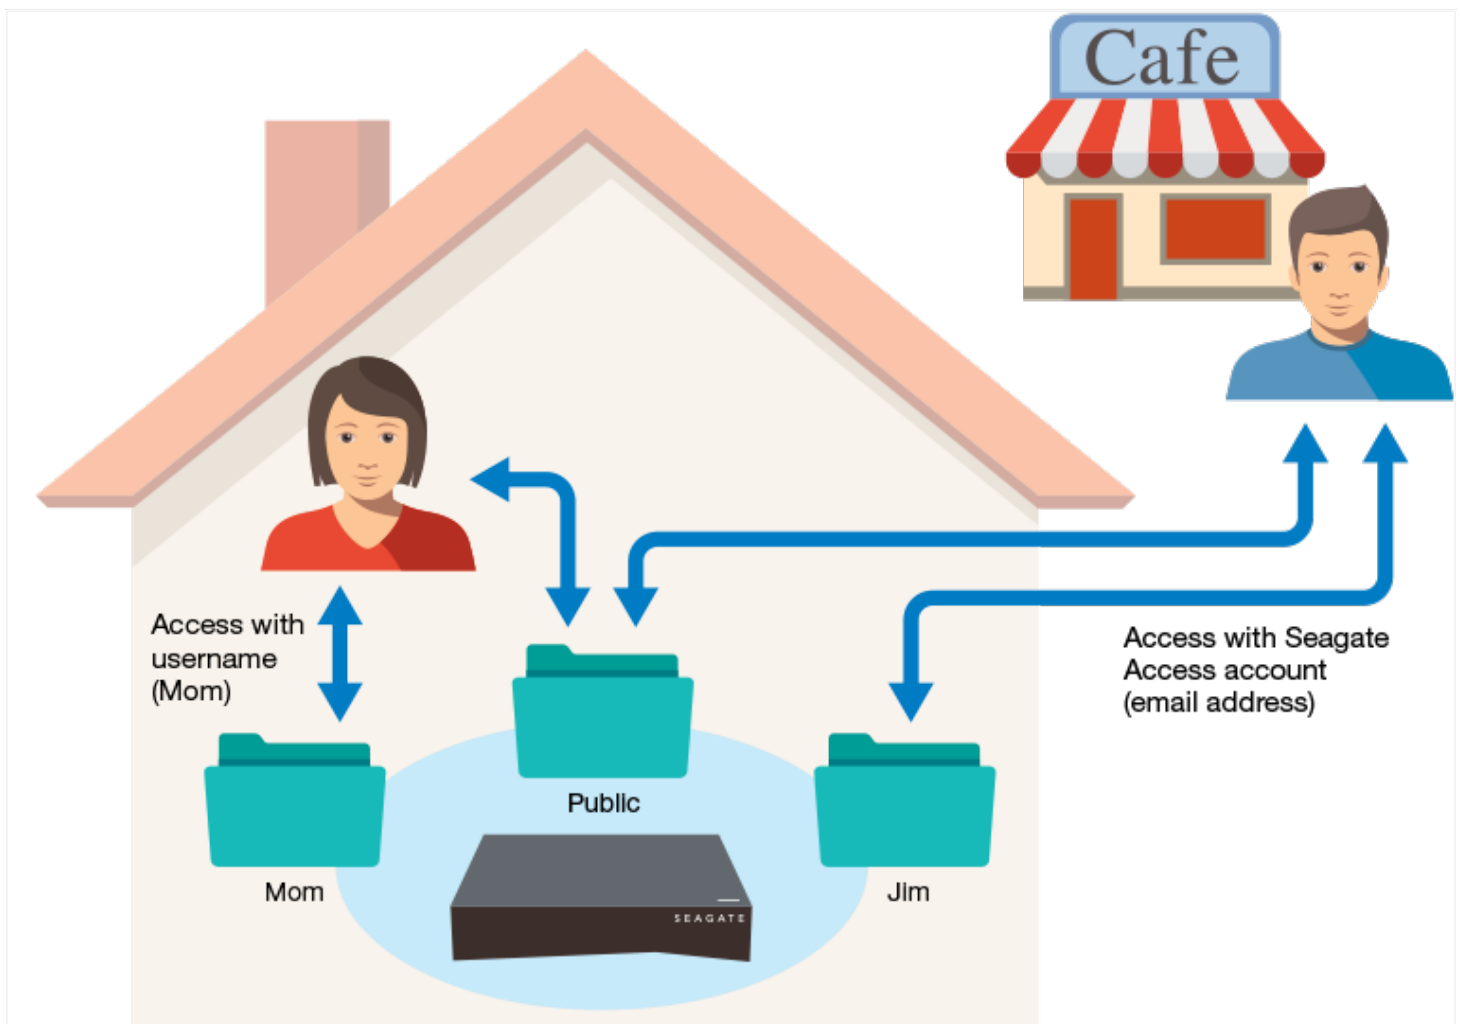 Cafe
Access with
username
(Mom)
Access with Seagate
Access account
(email address)
Public
Mom
Jim
SEAGATE